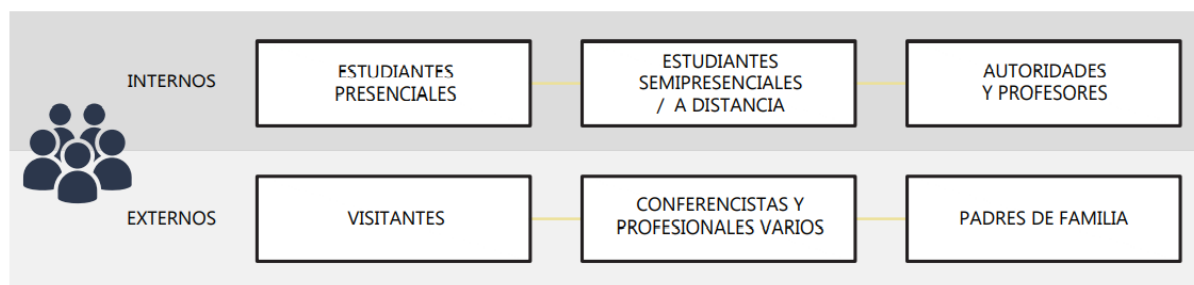 INTERNOS
ESTUDIANTES
PRESENCIALES
ESTUDIANTES
SEMIPRESENCIALES
/ A DISTANCIA
AUTORIDADES
Y PROFESORES
EXTERNOS
VISITANTES
CONFERENCISTAS Y
PROFESIONALES VARIOS
PADRES DE FAMILIA